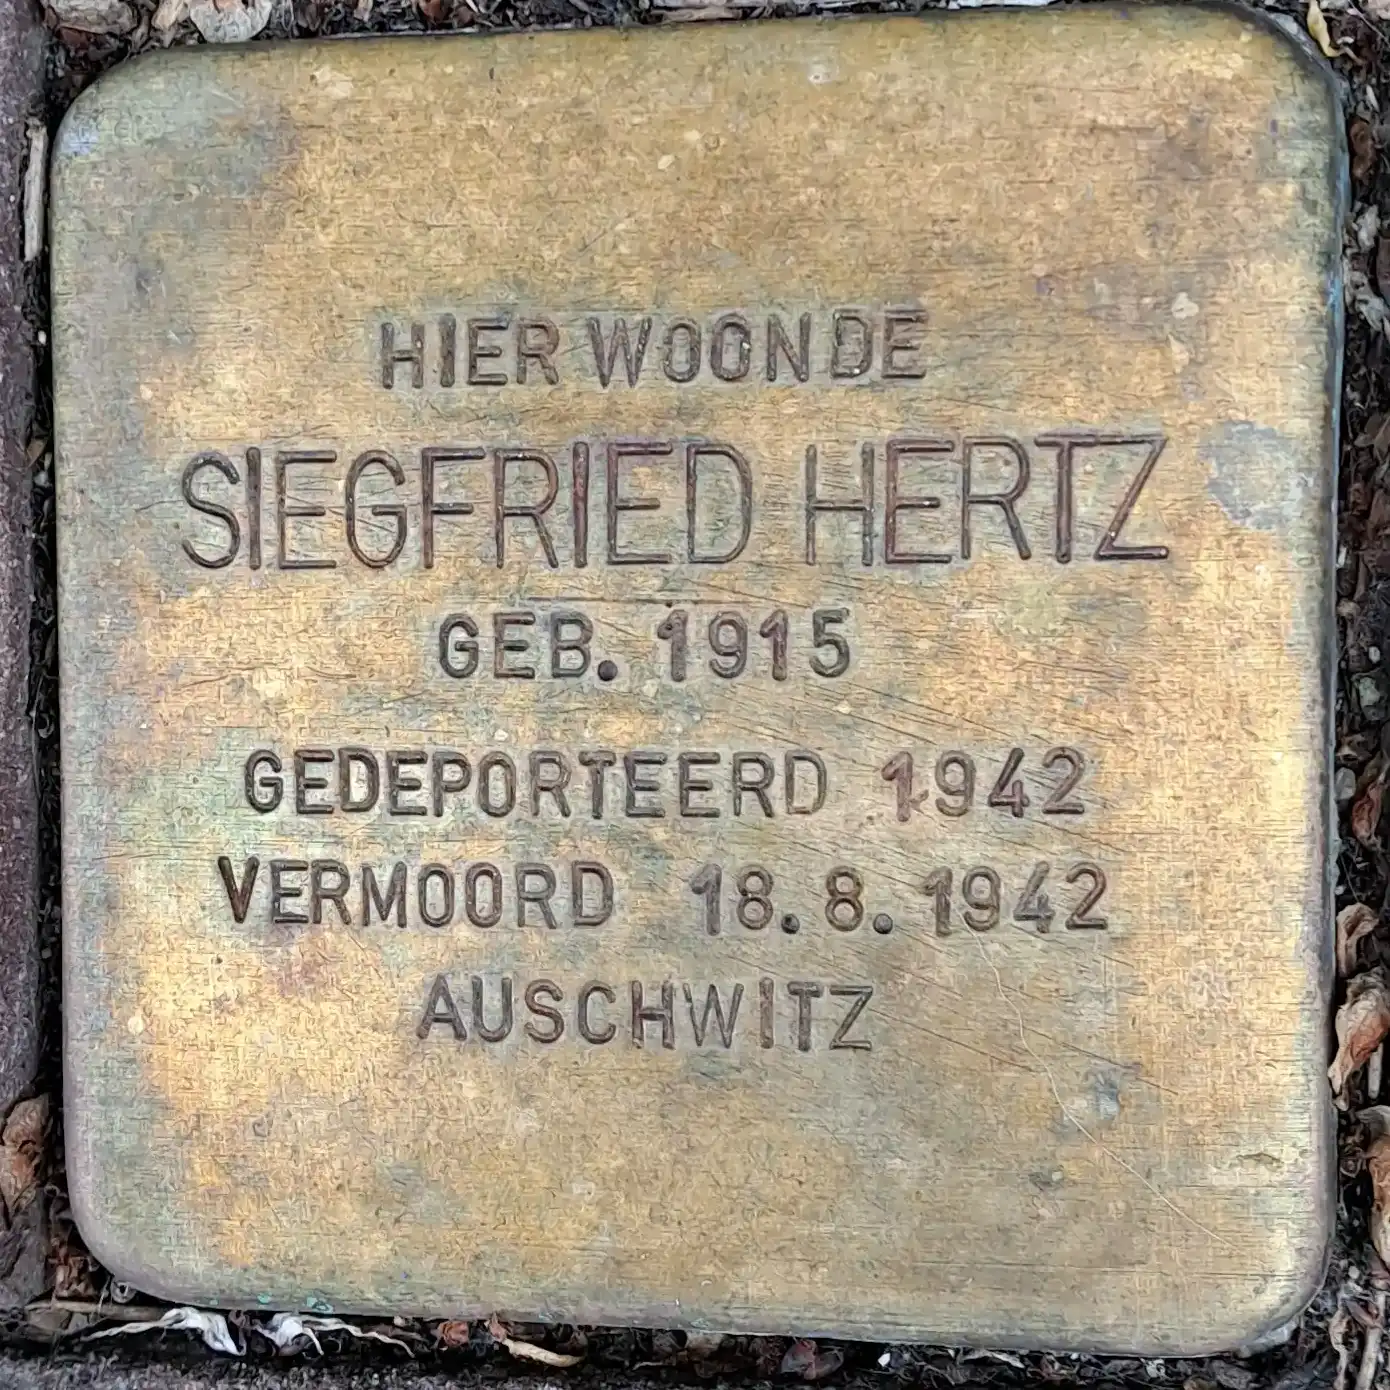 HIER WOONDE
SIEGFRIED HERTZ
GEB. 1915
GEDEPORTEERD 1942
VERMOORD 18.8.1942
AUSCHWITZ